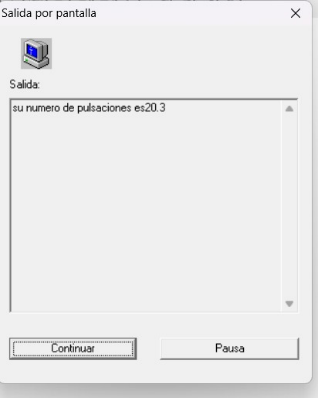 Salida por pantalla
Salida:
su numero de pulsaciones es20.3
Continuar
Pausa